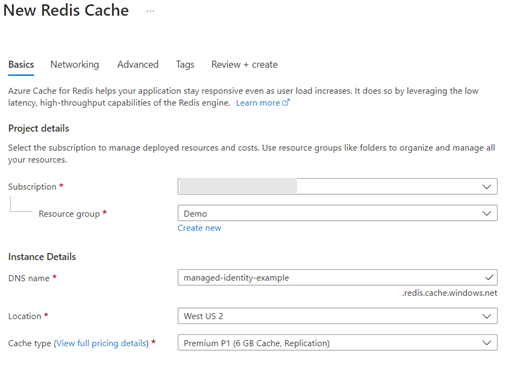 New Redis Cache ...
Basics Networking Advanced Tags Review + create
Azure Cache for Redis helps your application stay responsive even as user load increases. It does so by leveraging the low
latency, high-throughput capabilities of the Redis engine. Learn more
Project details
Select the subscription to manage deployed resources and costs. Use resource groups like folders to organize and manage all
your resources.
Subscription *
Resource group * Demo
Create new
Instance Details
DNS name * managed-identity-example
.redis.cache.windows.net
Location * West US 2
Cache type (View full pricing details) * Premium P1 (6 GB Cache, Replication)